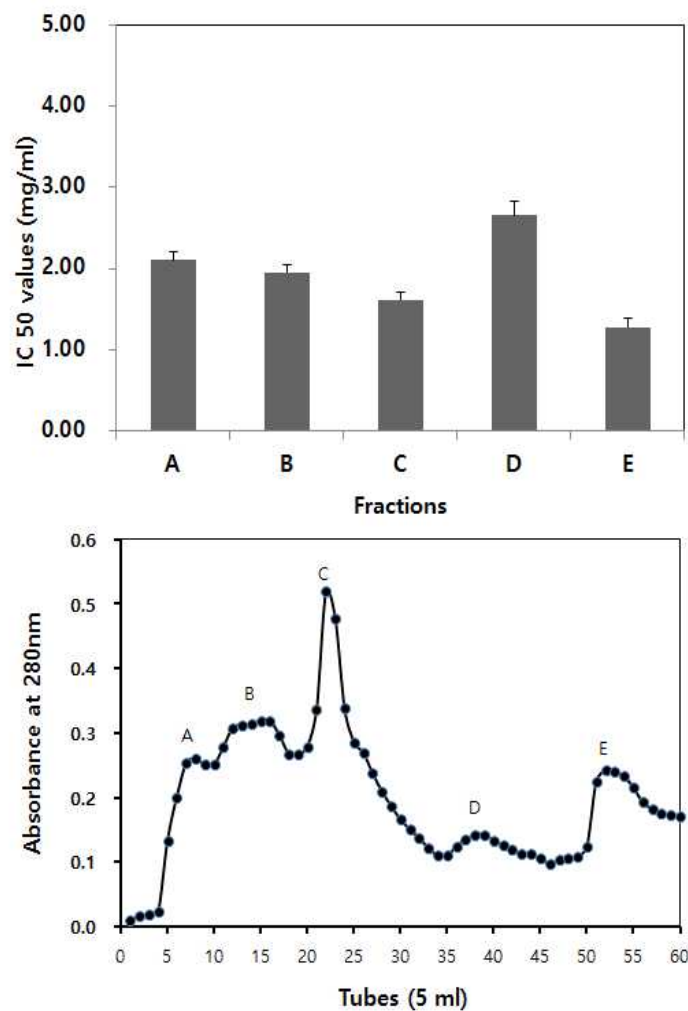 5.00
4.00
3.00
2.00
1.00
0.00
IC 50 values (mg/ml)
A B C D E
Fractions
0.6
0.5
0.4
0.3
0.2
0.1
0.0
Absorbance at 280nm
C
B
A
D
E
0 5 10 15 20 25 30 35 40 45 50 55 60
Tubes (5 ml)